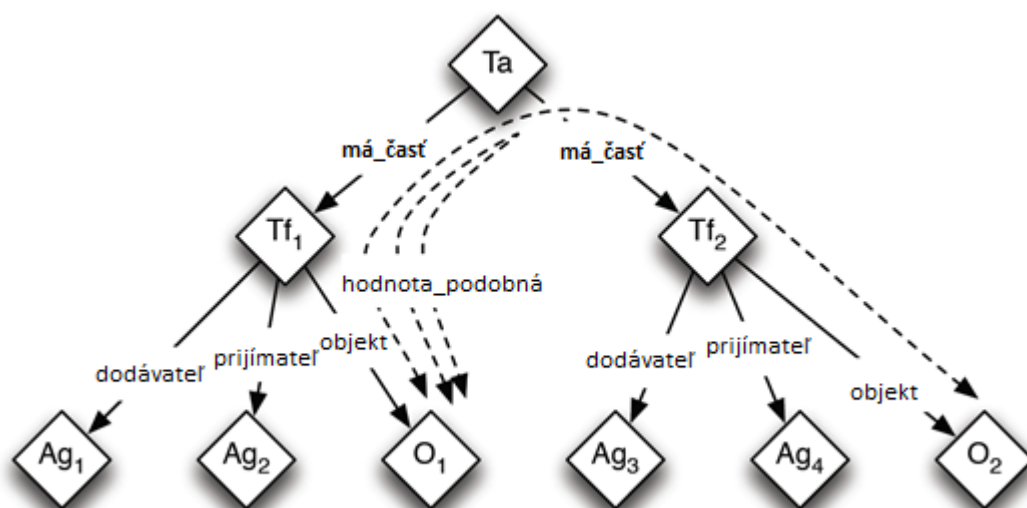 Ta
má_časť
má_časť
Tf₁
Tf₂
hodnota_podobná
dodávateľ
prijímateľ
objekt
dodávateľ
prijímateľ
objekt
Ag₁
Ag₂
O₁
Ag₃
Ag₄
O₂